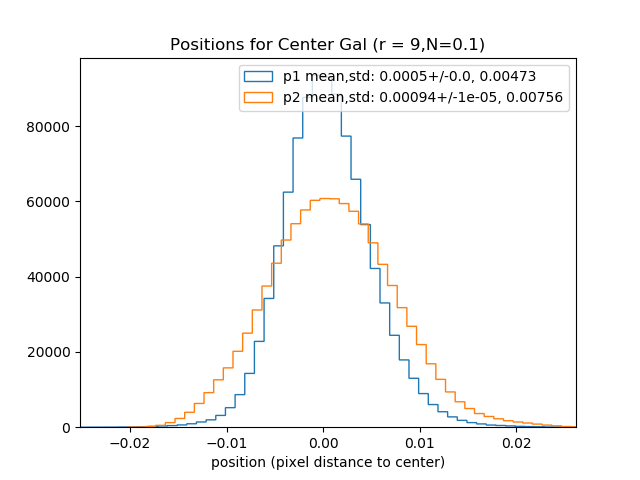 Positions for Center Gal (r = 9,N=0.1)
p1 mean,std: 0.0005+/-0.0, 0.00473
p2 mean,std: 0.00094+/-1e-05, 0.00756
80000
60000
40000
20000
0
−0.02 −0.01 0.00 0.01 0.02
position (pixel distance to center)